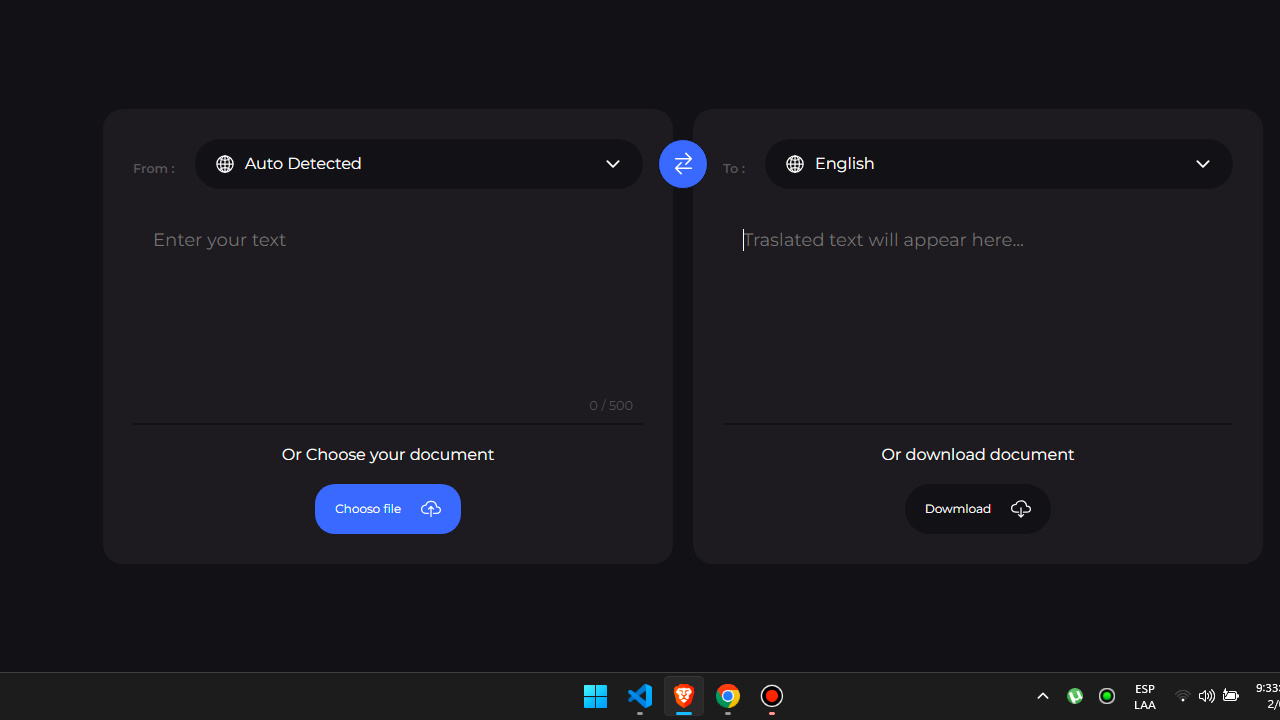 From :
Auto Detected
To :
English
Enter your text
Traslated text will appear here...
0 / 500
Or Choose your document
Or download document
Chooso file
Dowmload
ESP
LAA
9:33
2/